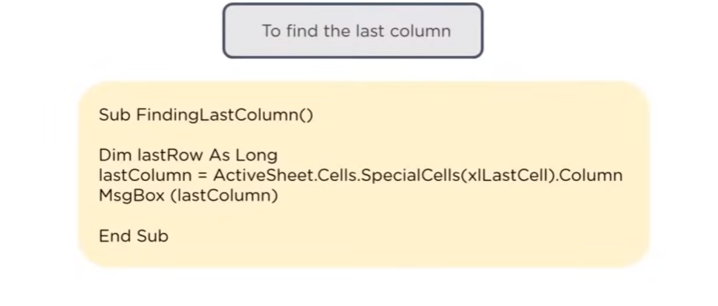 To find the last column
Sub FindingLastColumn()
Dim lastRow As Long
lastColumn = ActiveSheet.Cells.SpecialCells(xlLastCell).Column
MsgBox (lastColumn)
End Sub